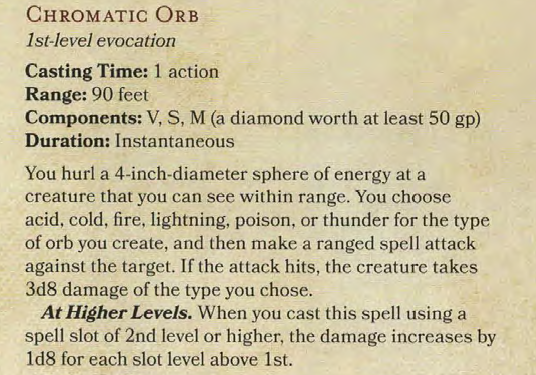 CHROMATIC ORB
1st-level evocation
Casting Time: 1 action
Range: 90 feet
Components: V, S, M (a diamond worth at least 50 gp)
Duration: Instantaneous
You hurl a 4-inch-diameter sphere of energy at a
creature that you can see within range. You choose
acid, cold, fire, lightning, poison, or thunder for the type
of orb you create, and then make a ranged spell attack
against the target. If the attack hits, the creature takes
3d8 damage of the type you chose.
At Higher Levels. When you cast this spell using a
spell slot of 2nd level or higher, the damage increases by
1d8 for each slot level above 1st.